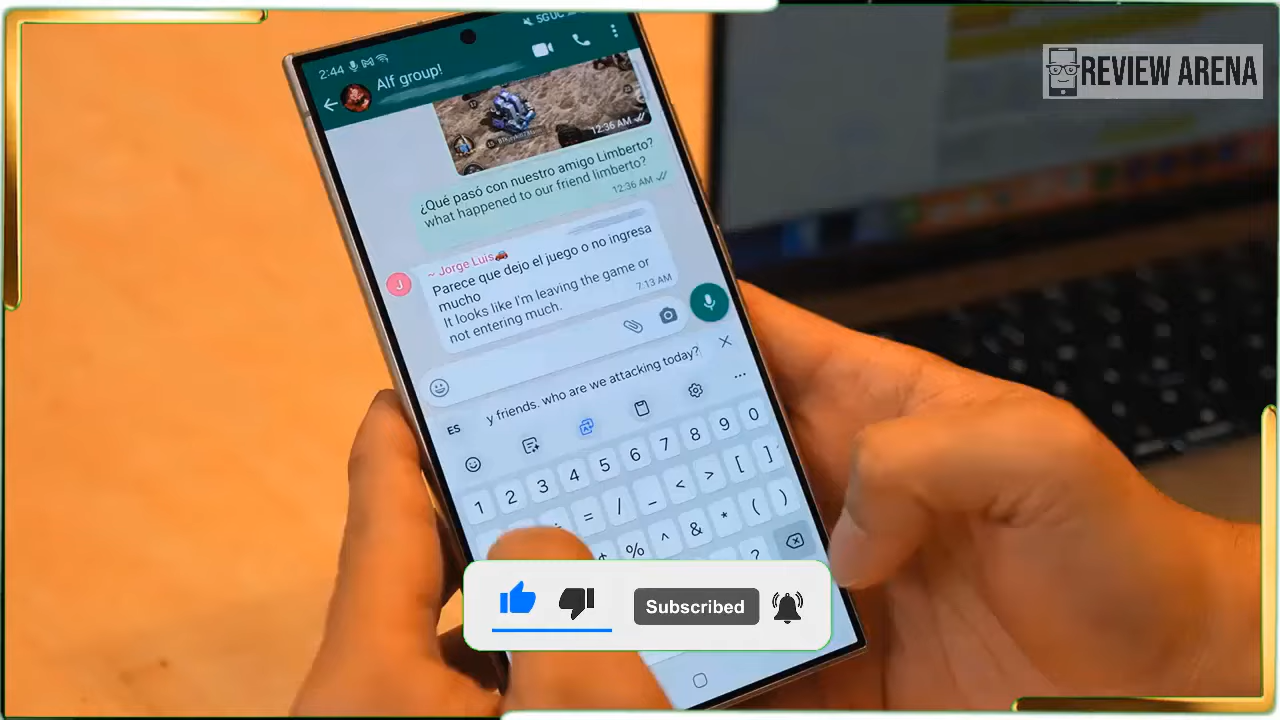 REVIEW ARENA
2:44
Alf group!
12:36 AM
¿Qué pasó con nuestro amigo Limberto?
what happened to our friend limberto?
12:36 AM
~ Jorge Luis
J
Parece que dejo el juego o no ingresa
mucho
It looks like I'm leaving the game or
not entering much.
7:13 AM
ES
y friends. who are we attacking today?
1 2 3 4 5 6 7 8 9 0
= / _ < > [ ]
% ^ & * ( )
?
Subscribed